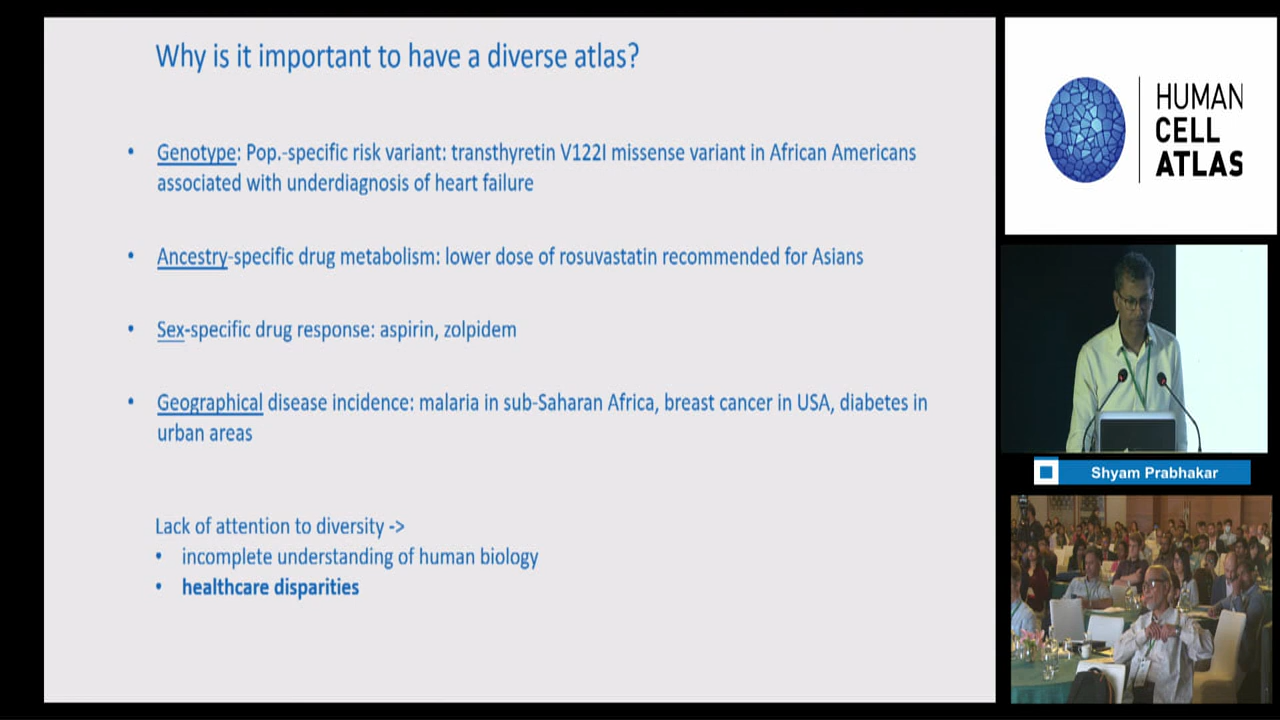 Why is it important to have a diverse atlas?
• Genotype: Pop.-specific risk variant: transthyretin V122I missense variant in African Americans
associated with underdiagnosis of heart failure
• Ancestry-specific drug metabolism: lower dose of rosuvastatin recommended for Asians
• Sex-specific drug response: aspirin, zolpidem
• Geographical disease incidence: malaria in sub-Saharan Africa, breast cancer in USA, diabetes in
urban areas
Lack of attention to diversity ->
• incomplete understanding of human biology
• healthcare disparities
HUMAN
CELL
ATLAS
Shyam Prabhakar